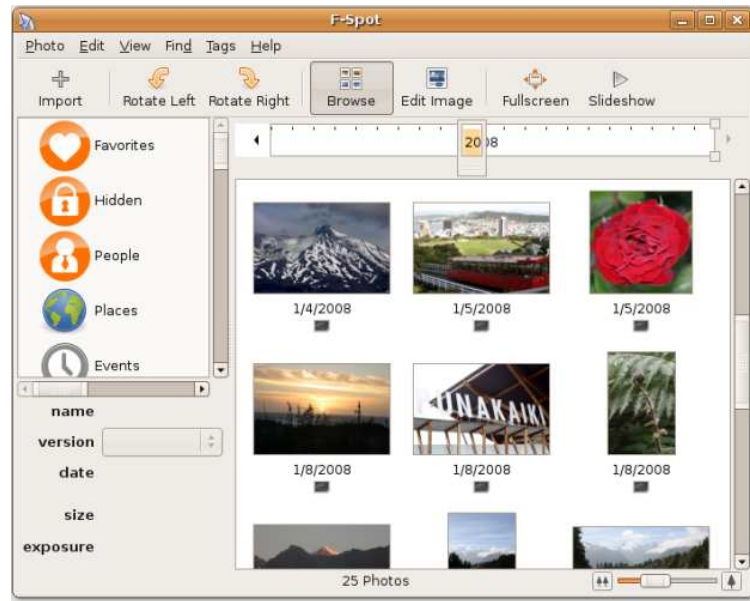 F-Spot
Photo Edit View Find Tags Help
Import Rotate Left Rotate Right Browse Edit Image Fullscreen Slideshow
Favorites
Hidden
People
Places
Events
name
version
date
size
exposure
2008
1/4/2008 1/5/2008 1/5/2008
PUNAKAIKI
1/8/2008 1/8/2008 1/8/2008
25 Photos